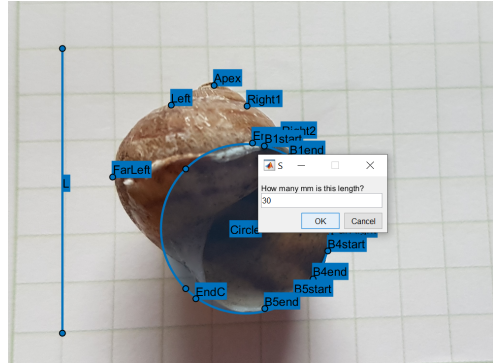 Apex
Left
Right1
Right2
B1start
B1end
FarLeft
L
S
How many mm is this length?
30
OK
Cancel
Circle
B4start
B4end
B5start
EndC
B5end